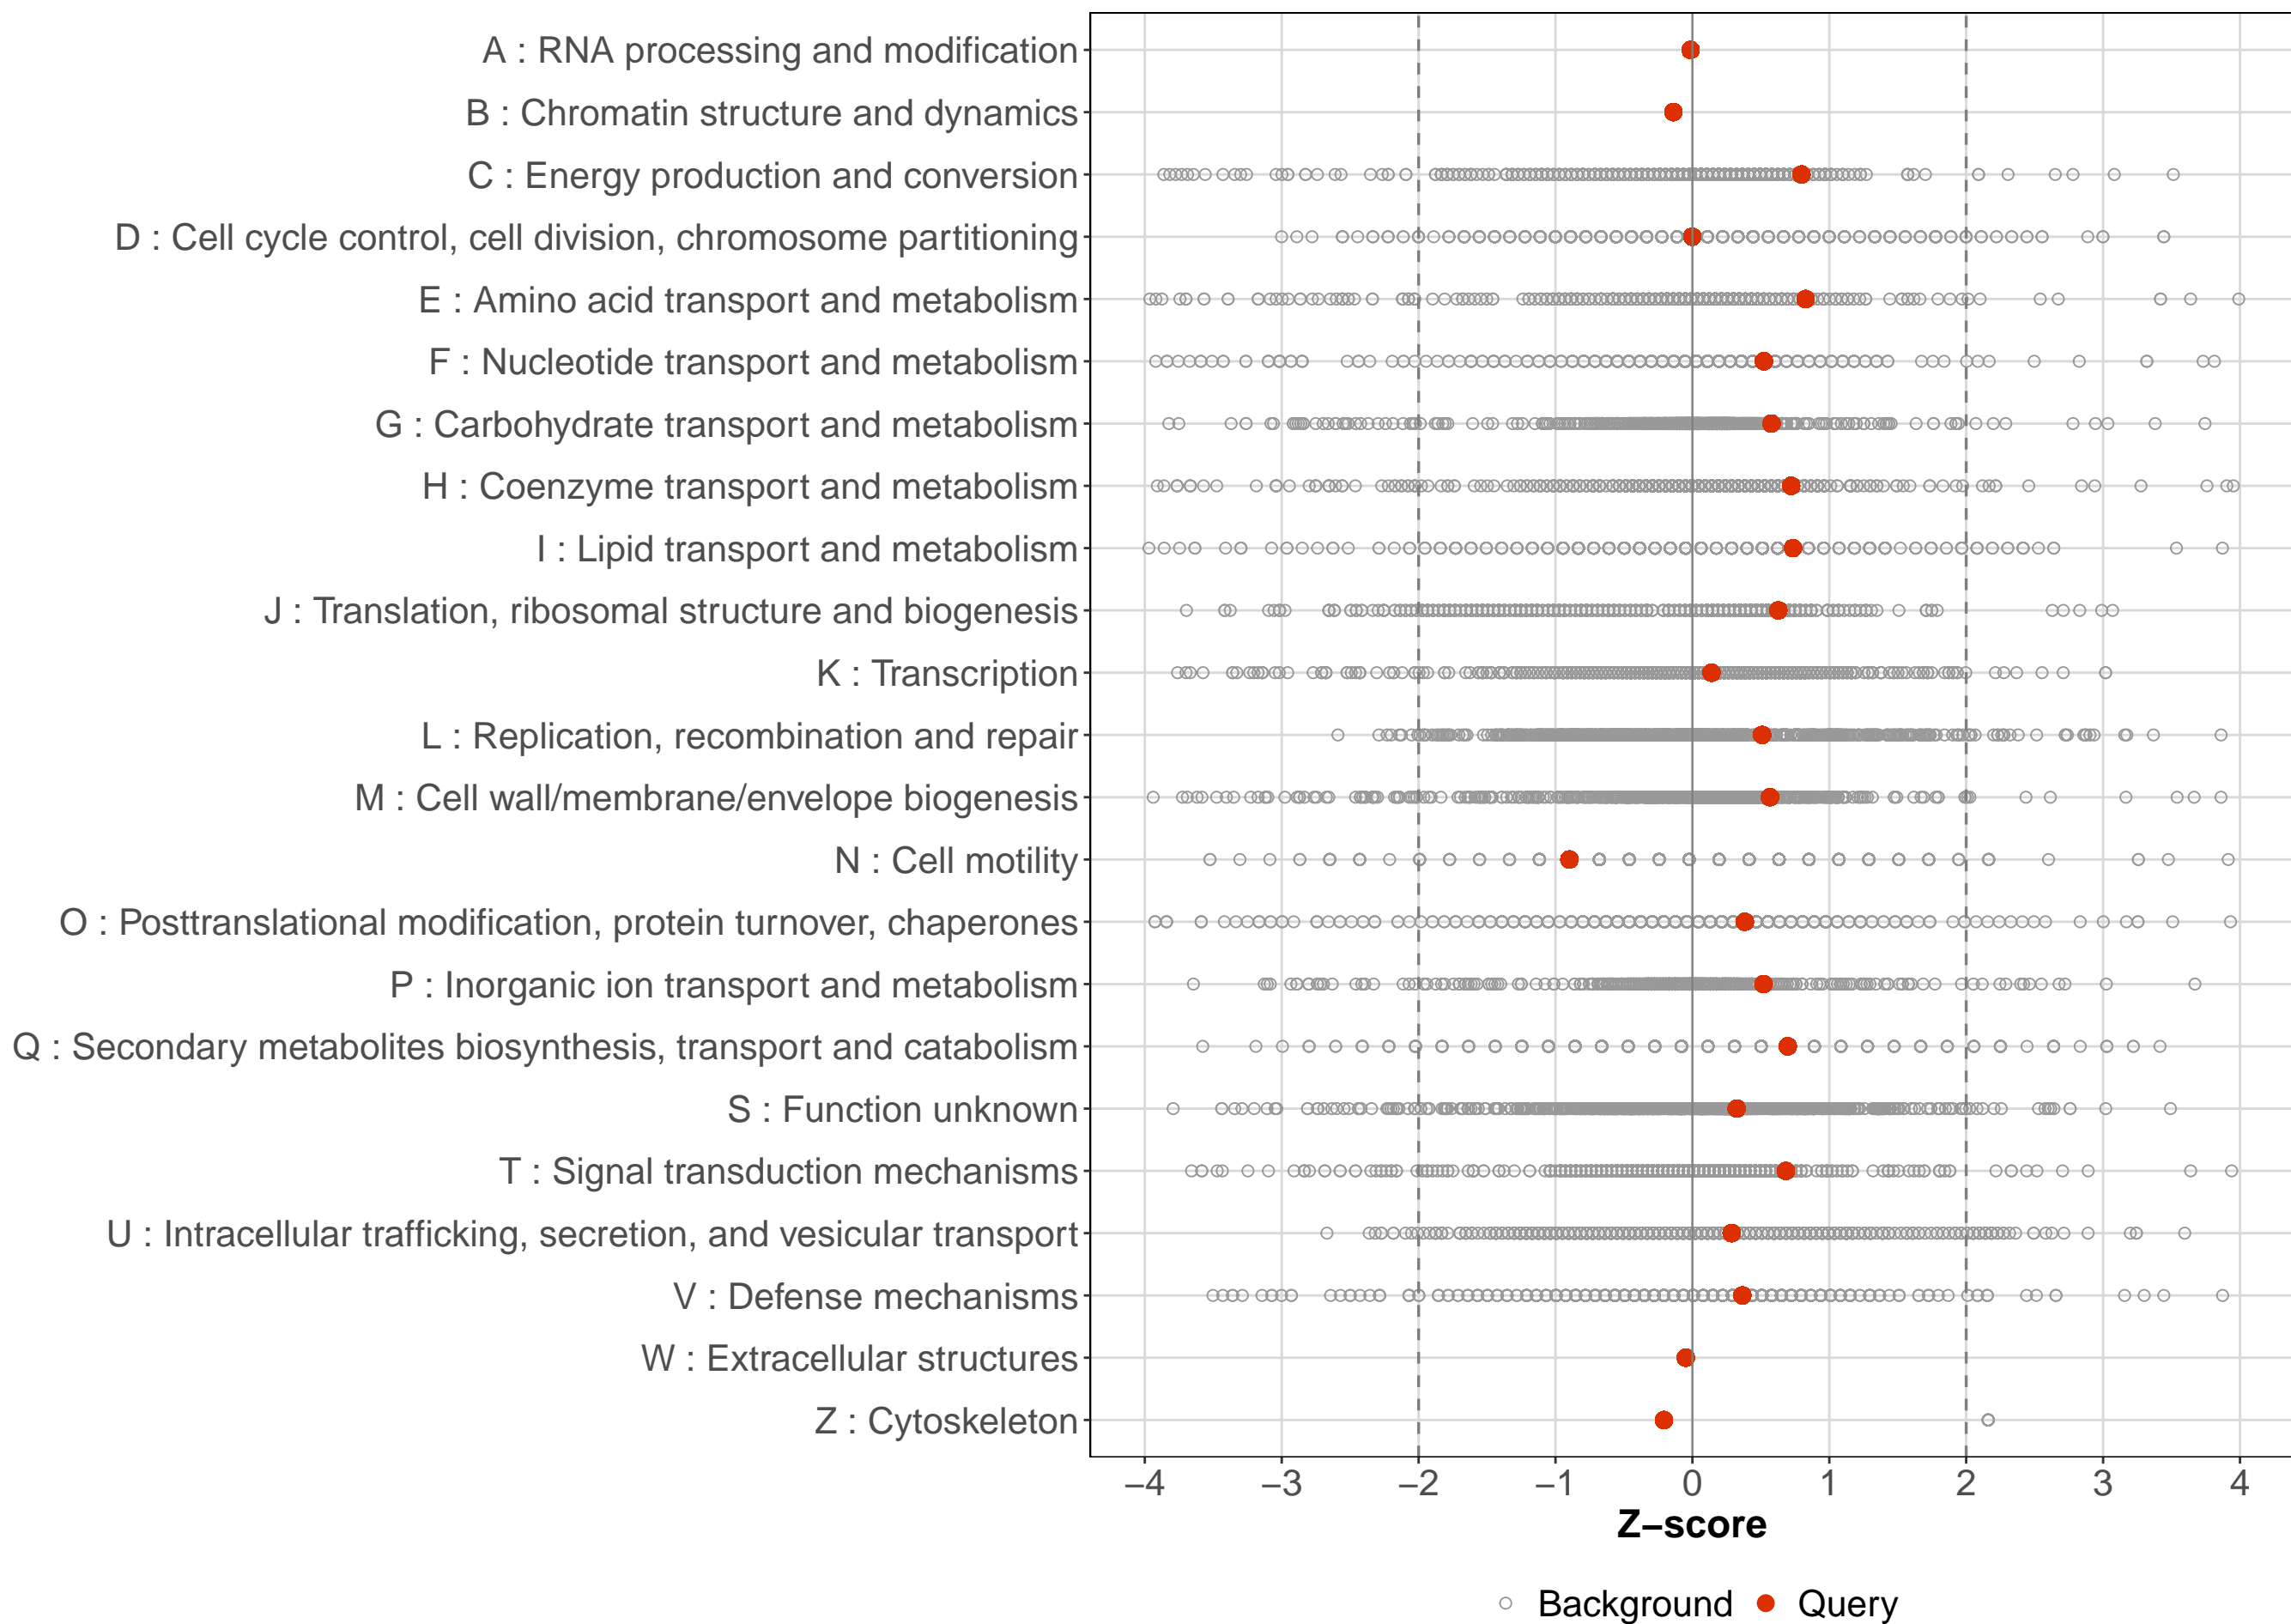 A : RNA processing and modification
B : Chromatin structure and dynamics
C : Energy production and conversion
D : Cell cycle control, cell division, chromosome partitioning
E : Amino acid transport and metabolism
F : Nucleotide transport and metabolism
G : Carbohydrate transport and metabolism
H : Coenzyme transport and metabolism
I : Lipid transport and metabolism
J : Translation, ribosomal structure and biogenesis
K : Transcription
L : Replication, recombination and repair
M : Cell wall/membrane/envelope biogenesis
N : Cell motility
O : Posttranslational modification, protein turnover, chaperones
P : Inorganic ion transport and metabolism
Q : Secondary metabolites biosynthesis, transport and catabolism
S : Function unknown
T : Signal transduction mechanisms
U : Intracellular trafficking, secretion, and vesicular transport
V : Defense mechanisms
W : Extracellular structures
Z : Cytoskeleton
−4 −3 −2 −1 0 1 2 3 4
Z−score
Background Query